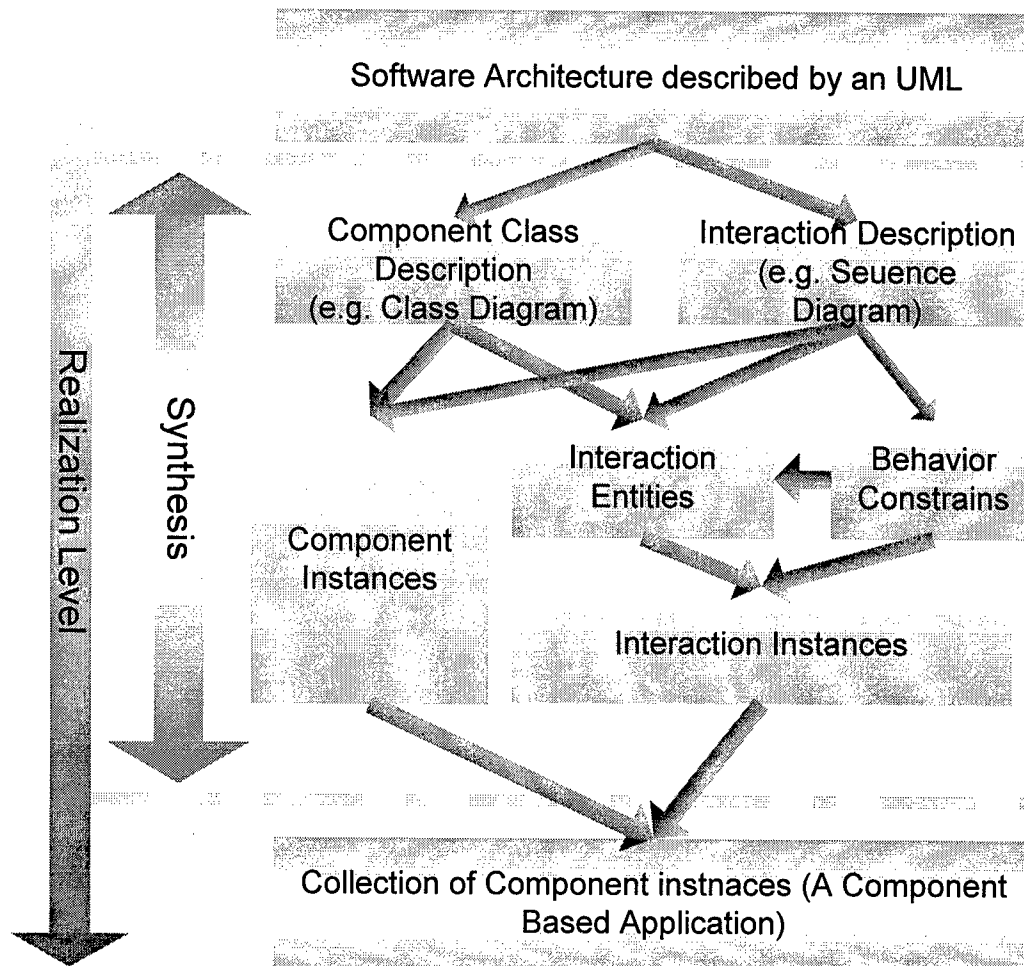 Software Architecture described by an UML
Component Class
Description
(e.g. Class Diagram)
Interaction Description
(e.g. Seuence
Diagram)
Realization Level
Synthesis
Interaction
Entities
Behavior
Constrains
Component
Instances
Interaction Instances
Collection of Component instnaces (A Component
Based Application)